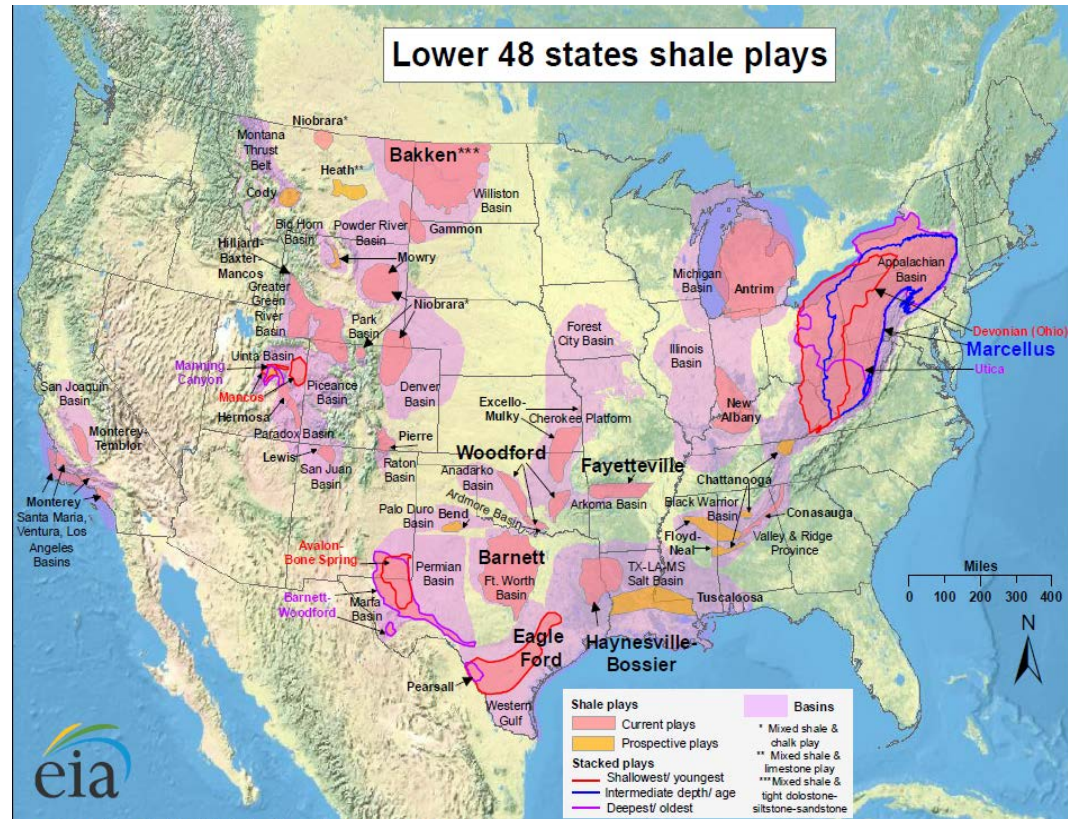 Lower 48 states shale plays
Niobrara*
Montana
Thrust
Belt
Bakken***
Heath**
Cody
Williston
Basin
Big Horn
Basin
Powder River
Basin
Gammon
Hilliard-
Baxter-
Mancos
Mowry
Greater
Green
River
Basin
Niobrara*
Park
Basin
Michigan
Basin
Antrim
Appalachian
Basin
Devonian (Ohio)
Marcellus
Utica
Forest
City Basin
Illinois
Basin
New
Albany
Uinta Basin
Manning
Canyon
Mancos
Piceance
Basin
Denver
Basin
Hermosa
Paradox Basin
San Joaquin
Basin
Monterey-
Temblor
Excello-
Mulky
Cherokee Platform
Lewis
San Juan
Basin
Pierre
Raton
Basin
Woodford
Anadarko
Basin
Fayetteville
Arkoma Basin
Chattanooga
Monterey
Santa Maria,
Ventura, Los
Angeles
Basins
Palo Duro
Basin
Bend
Ardmore Basin
Black Warrior
Basin
Conasauga
Floyd-
Neal
Valley & Ridge
Province
Avalon-
Bone Spring
Permian
Basin
Barnett
Ft. Worth
Basin
TX-LA-MS
Salt Basin
Tuscaloosa
Barnett-
Woodford
Marfa
Basin
Eagle
Ford
Haynesville-
Bossier
Pearsall
Western
Gulf
Miles
0 100 200 300 400
N
Shale plays
Current plays
Prospective plays
Stacked plays
Shallowest/ youngest
Intermediate depth/ age
Deepest/ oldest
Basins
* Mixed shale &
chalk play
** Mixed shale &
limestone play
***Mixed shale &
tight dolostone-
siltstone-sandstone
eia